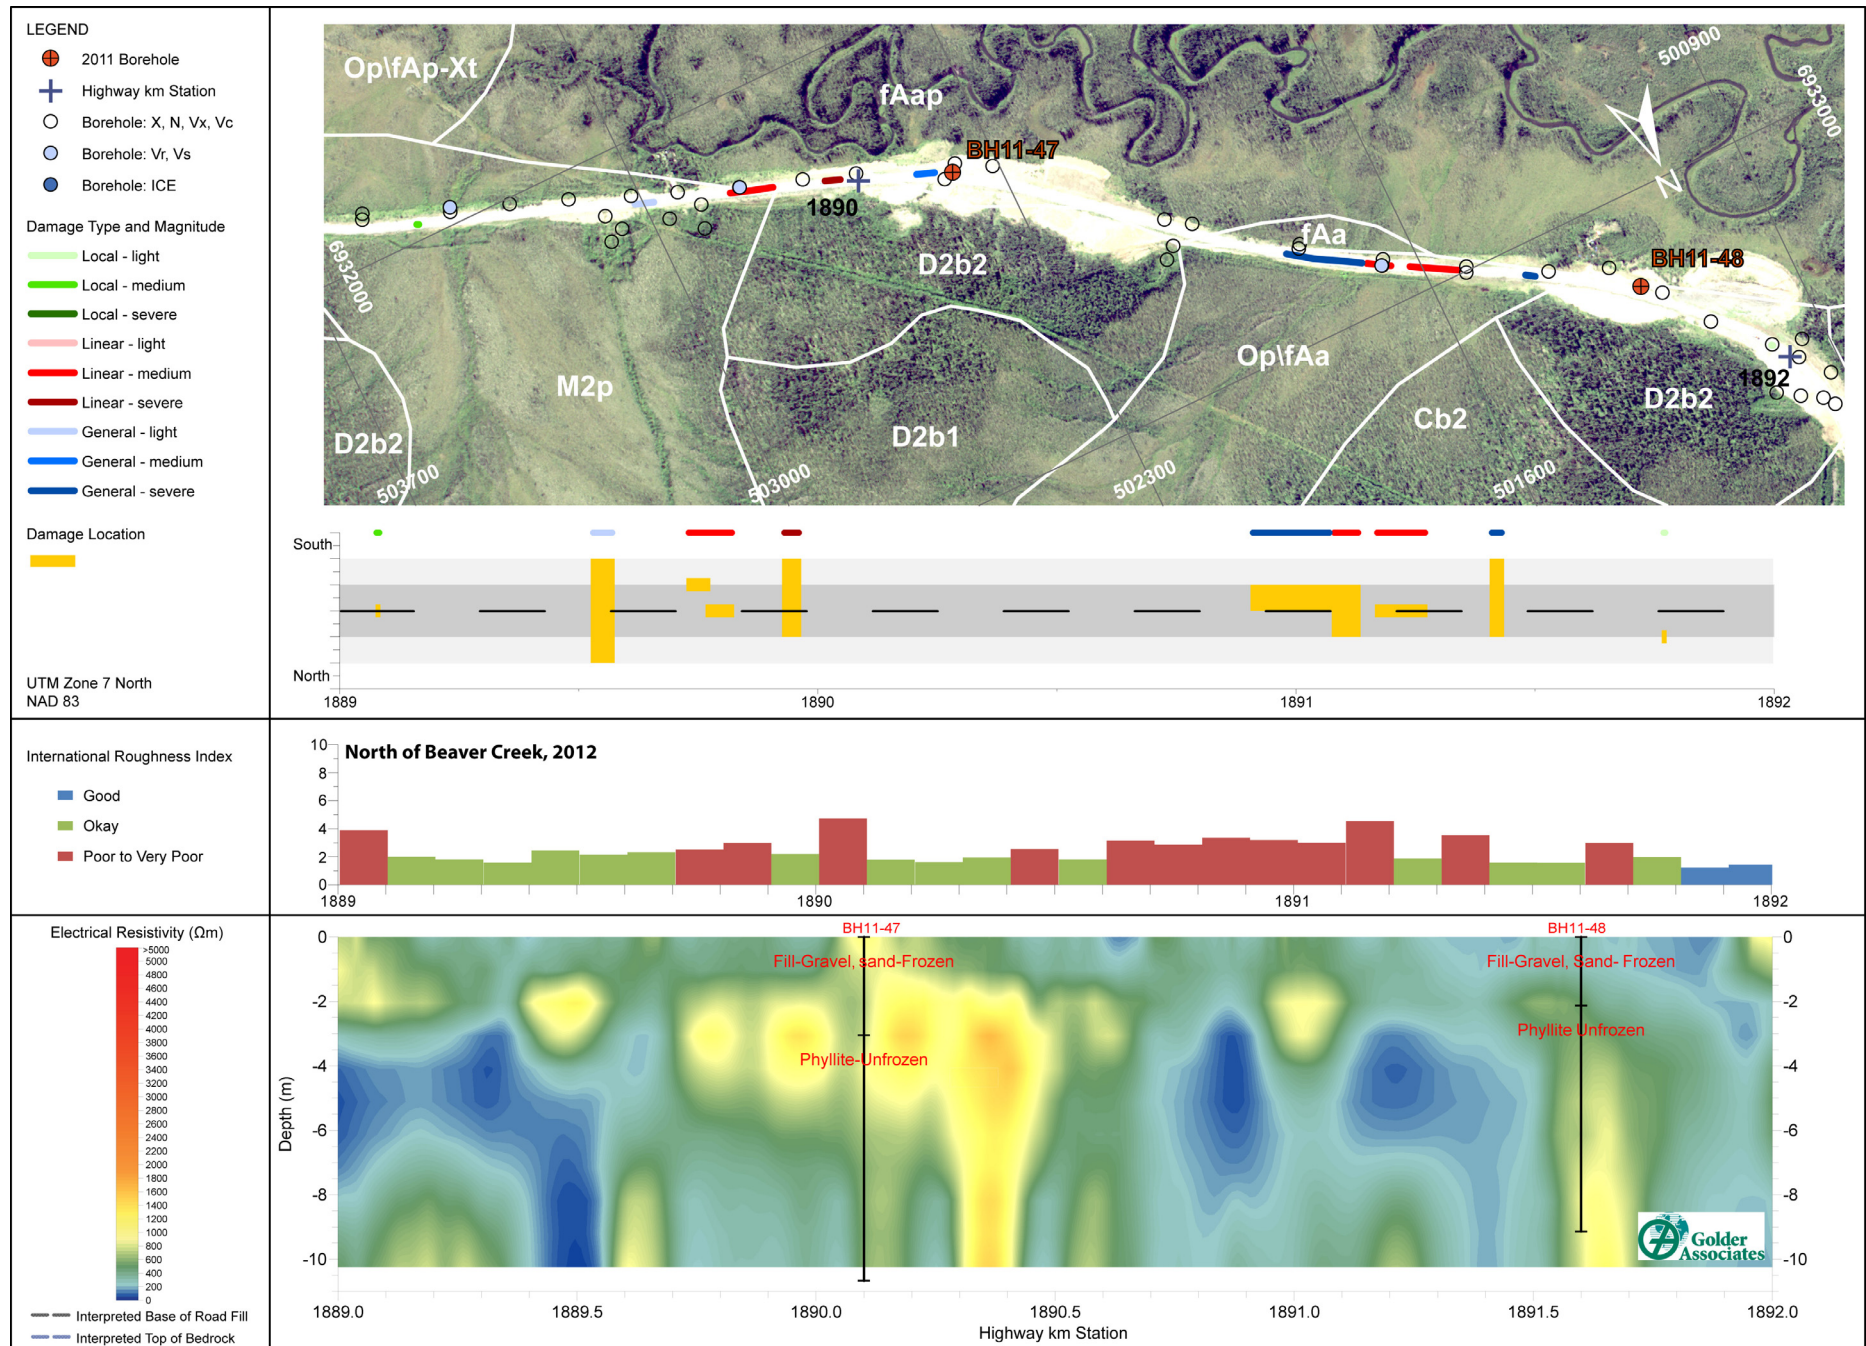 LEGEND
2011 Borehole
Highway km Station
Borehole: X, N, Vx, Vc
Borehole: Vr, Vs
Borehole: ICE
Damage Type and Magnitude
Local - light
Local - medium
Local - severe
Linear - light
Linear - medium
Linear - severe
General - light
General - medium
General - severe
Damage Location
UTM Zone 7 North
NAD 83
Op\fAp-Xt
fAap
500900
6933000
N
BH11-47
1890
6932000
D2b2
fAa
BH11-48
M2p
Op\fAa
1892
D2b2
D2b2
D2b1
Cb2
503700
503000
502300
501600
South
North
1889
1890
1891
1892
International Roughness Index
Good
Okay
Poor to Very Poor
North of Beaver Creek, 2012
10
8
6
4
2
0
1889
1890
1891
1892
Electrical Resistivity (Ωm)
>5000
5000
4800
4600
4400
4200
4000
3800
3600
3400
3200
3000
2800
2600
2400
2200
2000
1800
1600
1400
1200
1000
800
600
400
200
0
Interpreted Base of Road Fill
Interpreted Top of Bedrock
Depth (m)
0
-2
-4
-6
-8
-10
BH11-47
Fill-Gravel, sand-Frozen
Phyllite-Unfrozen
BH11-48
Fill-Gravel, Sand- Frozen
Phyllite Unfrozen
0
-2
-4
-6
-8
-10
Golder
Associates
1889.0
1889.5
1890.0
1890.5
1891.0
1891.5
1892.0
Highway km Station